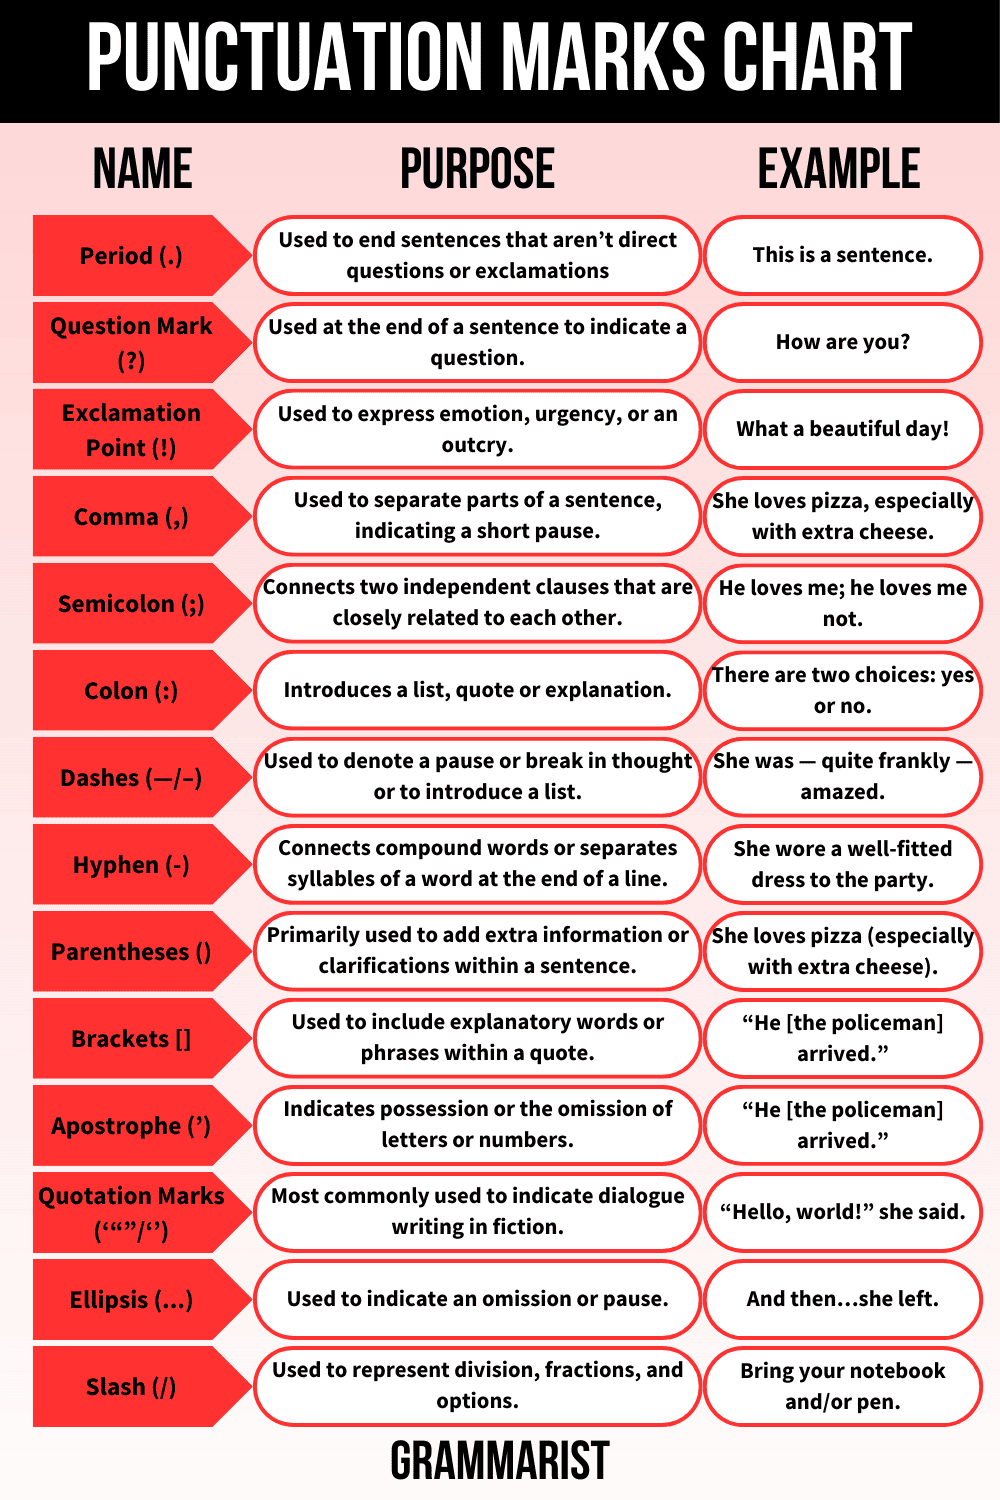 PUNCTUATION MARKS CHART
NAME PURPOSE EXAMPLE
Period (.)
Used to end sentences that aren’t direct
questions or exclamations
This is a sentence.
Question Mark
(?)
Used at the end of a sentence to indicate a
question.
How are you?
Exclamation
Point (!)
Used to express emotion, urgency, or an
outcry.
What a beautiful day!
Comma (,)
Used to separate parts of a sentence,
indicating a short pause.
She loves pizza, especially
with extra cheese.
Semicolon (;)
Connects two independent clauses that are
closely related to each other.
He loves me; he loves me
not.
Colon (:)
Introduces a list, quote or explanation.
There are two choices: yes
or no.
Dashes (—/–)
Used to denote a pause or break in thought
or to introduce a list.
She was — quite frankly —
amazed.
Hyphen (-)
Connects compound words or separates
syllables of a word at the end of a line.
She wore a well-fitted
dress to the party.
Parentheses ()
Primarily used to add extra information or
clarifications within a sentence.
She loves pizza (especially
with extra cheese).
Brackets []
Used to include explanatory words or
phrases within a quote.
“He [the policeman]
arrived.”
Apostrophe (’)
Indicates possession or the omission of
letters or numbers.
“He [the policeman]
arrived.”
Quotation Marks
(‘“”/‘’)
Most commonly used to indicate dialogue
writing in fiction.
“Hello, world!” she said.
Ellipsis (...)
Used to indicate an omission or pause.
And then...she left.
Slash (/)
Used to represent division, fractions, and
options.
Bring your notebook
and/or pen.
GRAMMARIST